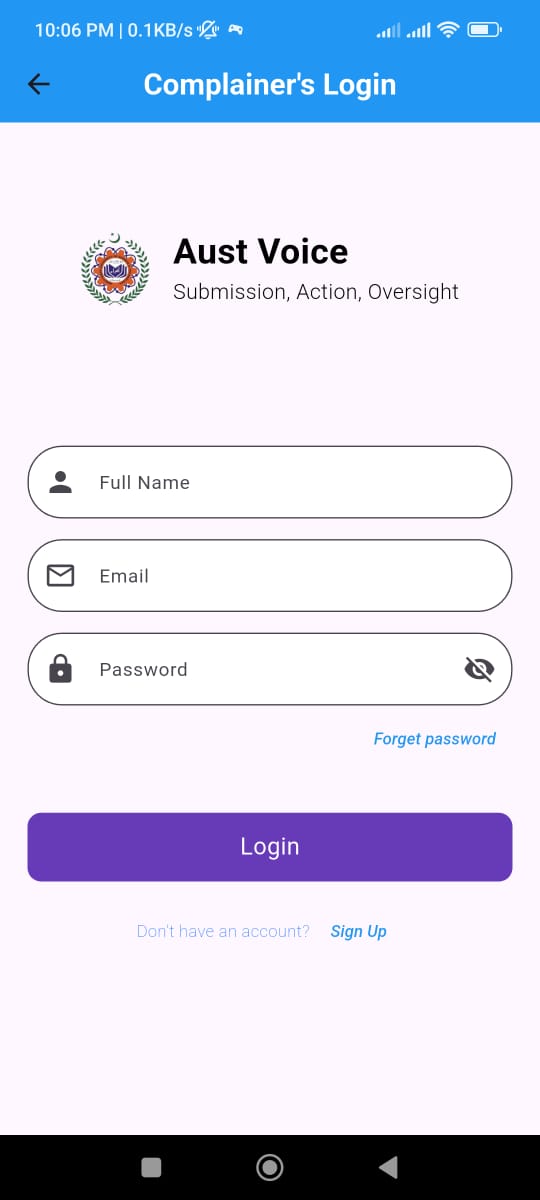 10:06 PM | 0.1KB/s
Complainer's Login
Aust Voice
Submission, Action, Oversight
Full Name
Email
Password
Forget password
Login
Don't have an account? Sign Up